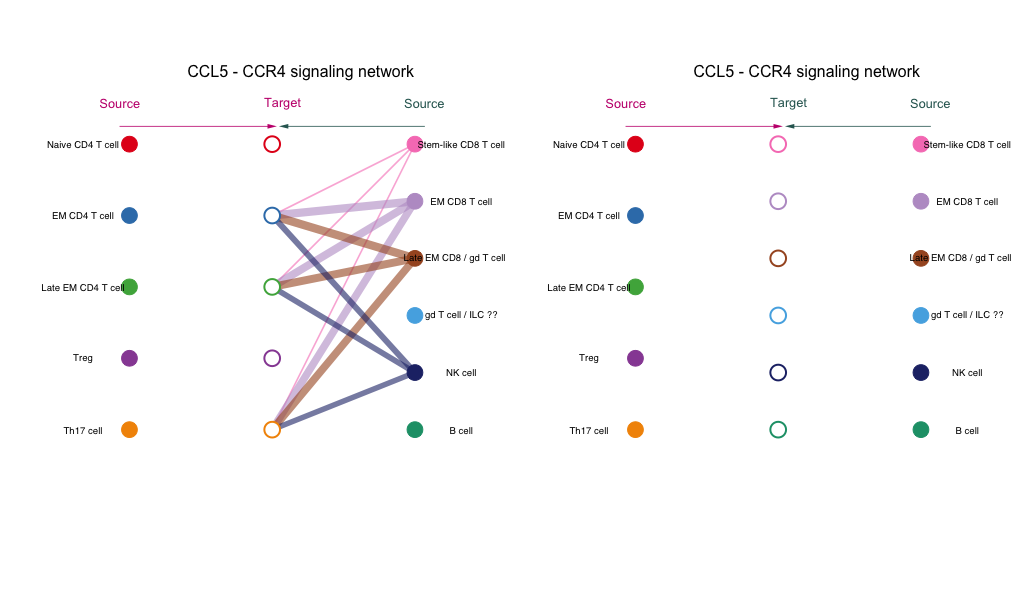 CCL5 - CCR4 signaling network
Source
Target
Source
Naive CD4 T cell
EM CD4 T cell
Late EM CD4 T cell
Treg
Th17 cell
Stem-like CD8 T cell
EM CD8 T cell
Late EM CD8 / gd T cell
gd T cell / ILC ??
NK cell
B cell
CCL5 - CCR4 signaling network
Source
Target
Source
Naive CD4 T cell
EM CD4 T cell
Late EM CD4 T cell
Treg
Th17 cell
Stem-like CD8 T cell
EM CD8 T cell
Late EM CD8 / gd T cell
gd T cell / ILC ??
NK cell
B cell